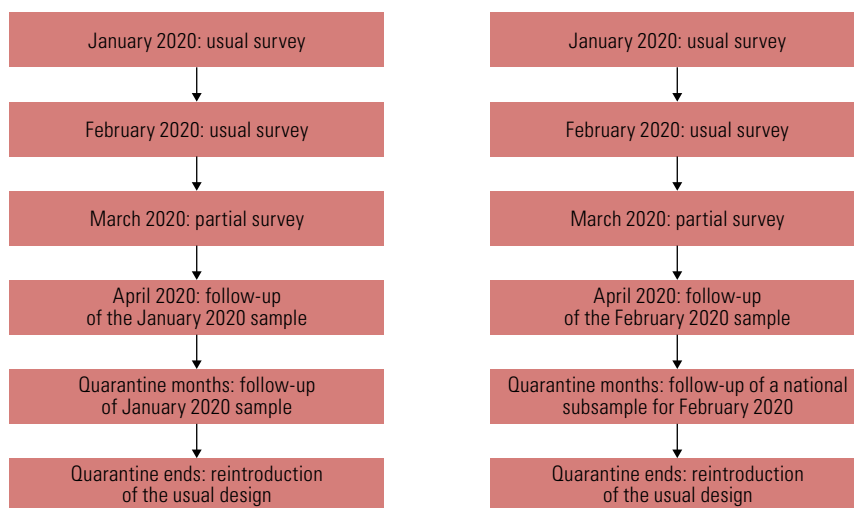 January 2020: usual survey
February 2020: usual survey
March 2020: partial survey
April 2020: follow-up
of the January 2020 sample
Quarantine months: follow-up
of January 2020 sample
Quarantine ends: reintroduction
of the usual design
January 2020: usual survey
February 2020: usual survey
March 2020: partial survey
April 2020: follow-up
of the February 2020 sample
Quarantine months: follow-up of a national
subsample for February 2020
Quarantine ends: reintroduction
of the usual design